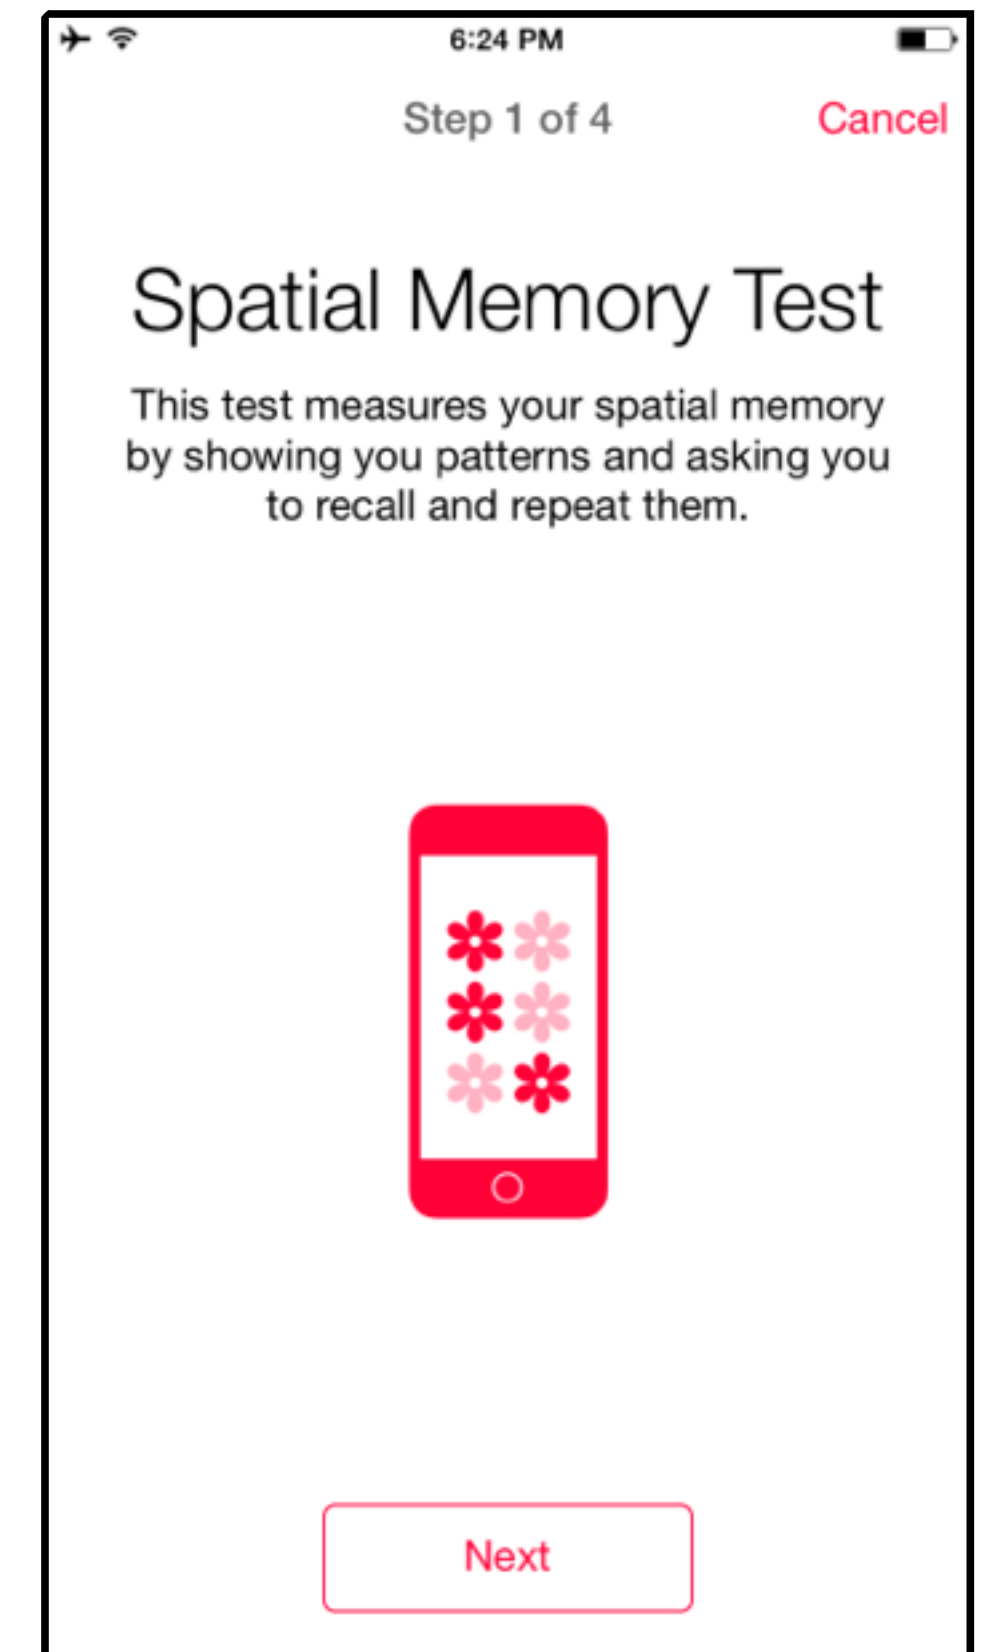 6:24 PM
Step 1 of 4
Cancel
Spatial Memory Test
This test measures your spatial memory
by showing you patterns and asking you
to recall and repeat them.
Next